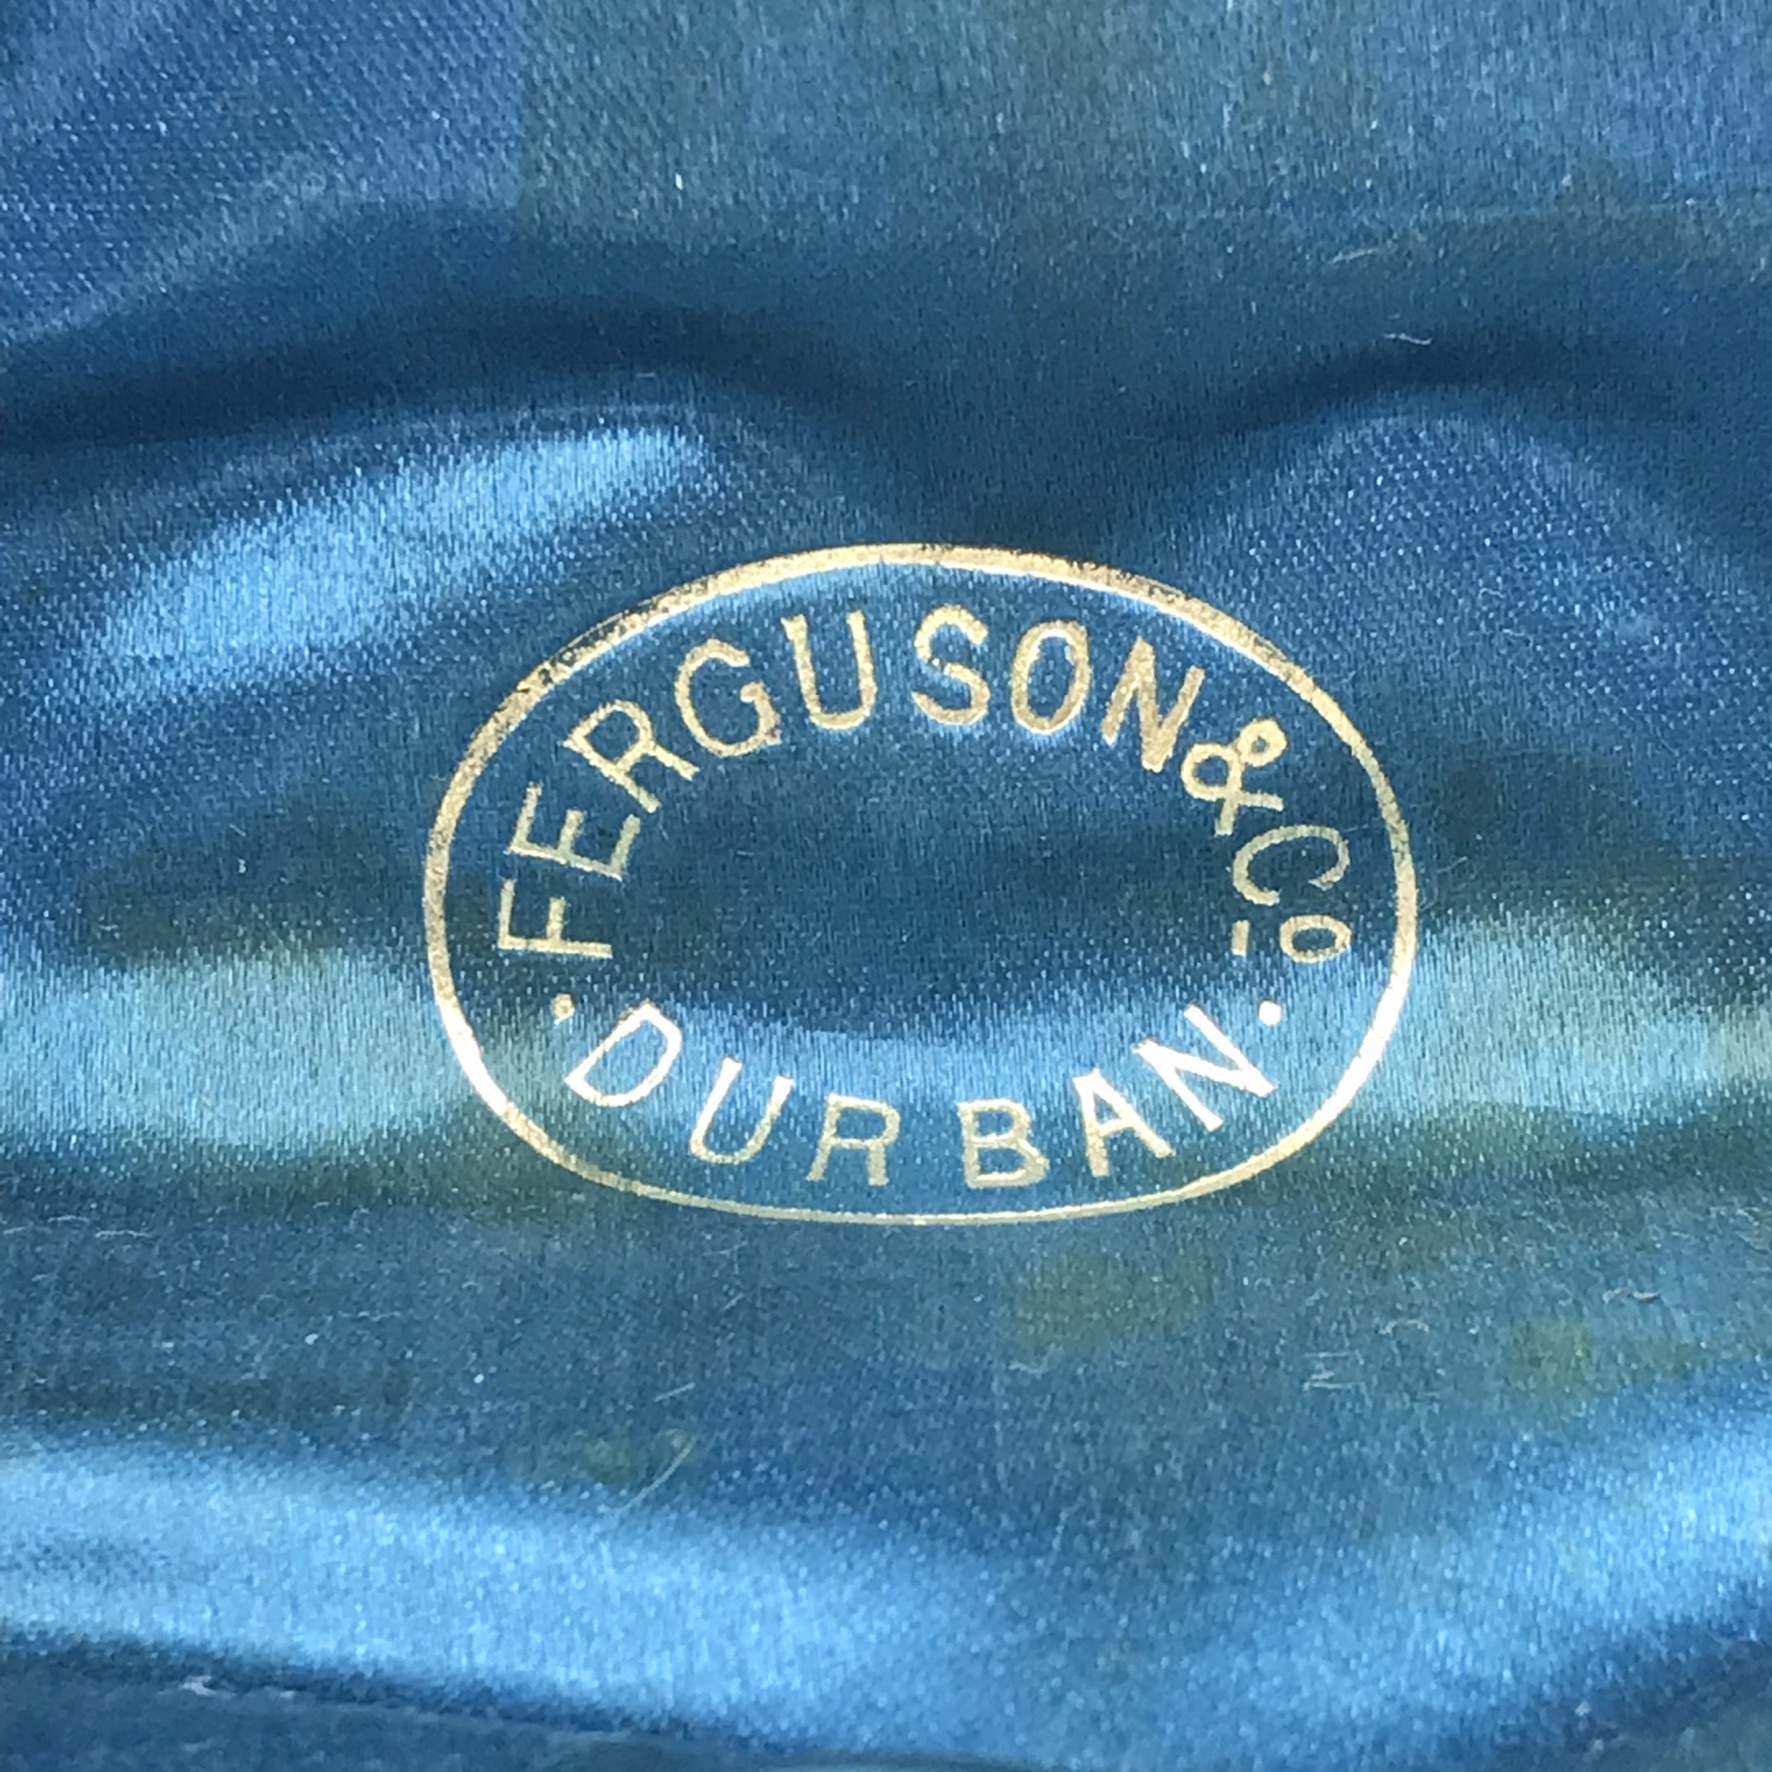 FERGUSON & Co
· DURBAN ·